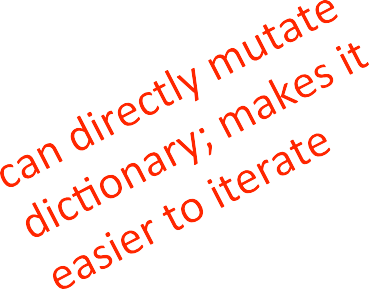 can directly mutate
dictionary; makes it
easier to iterate